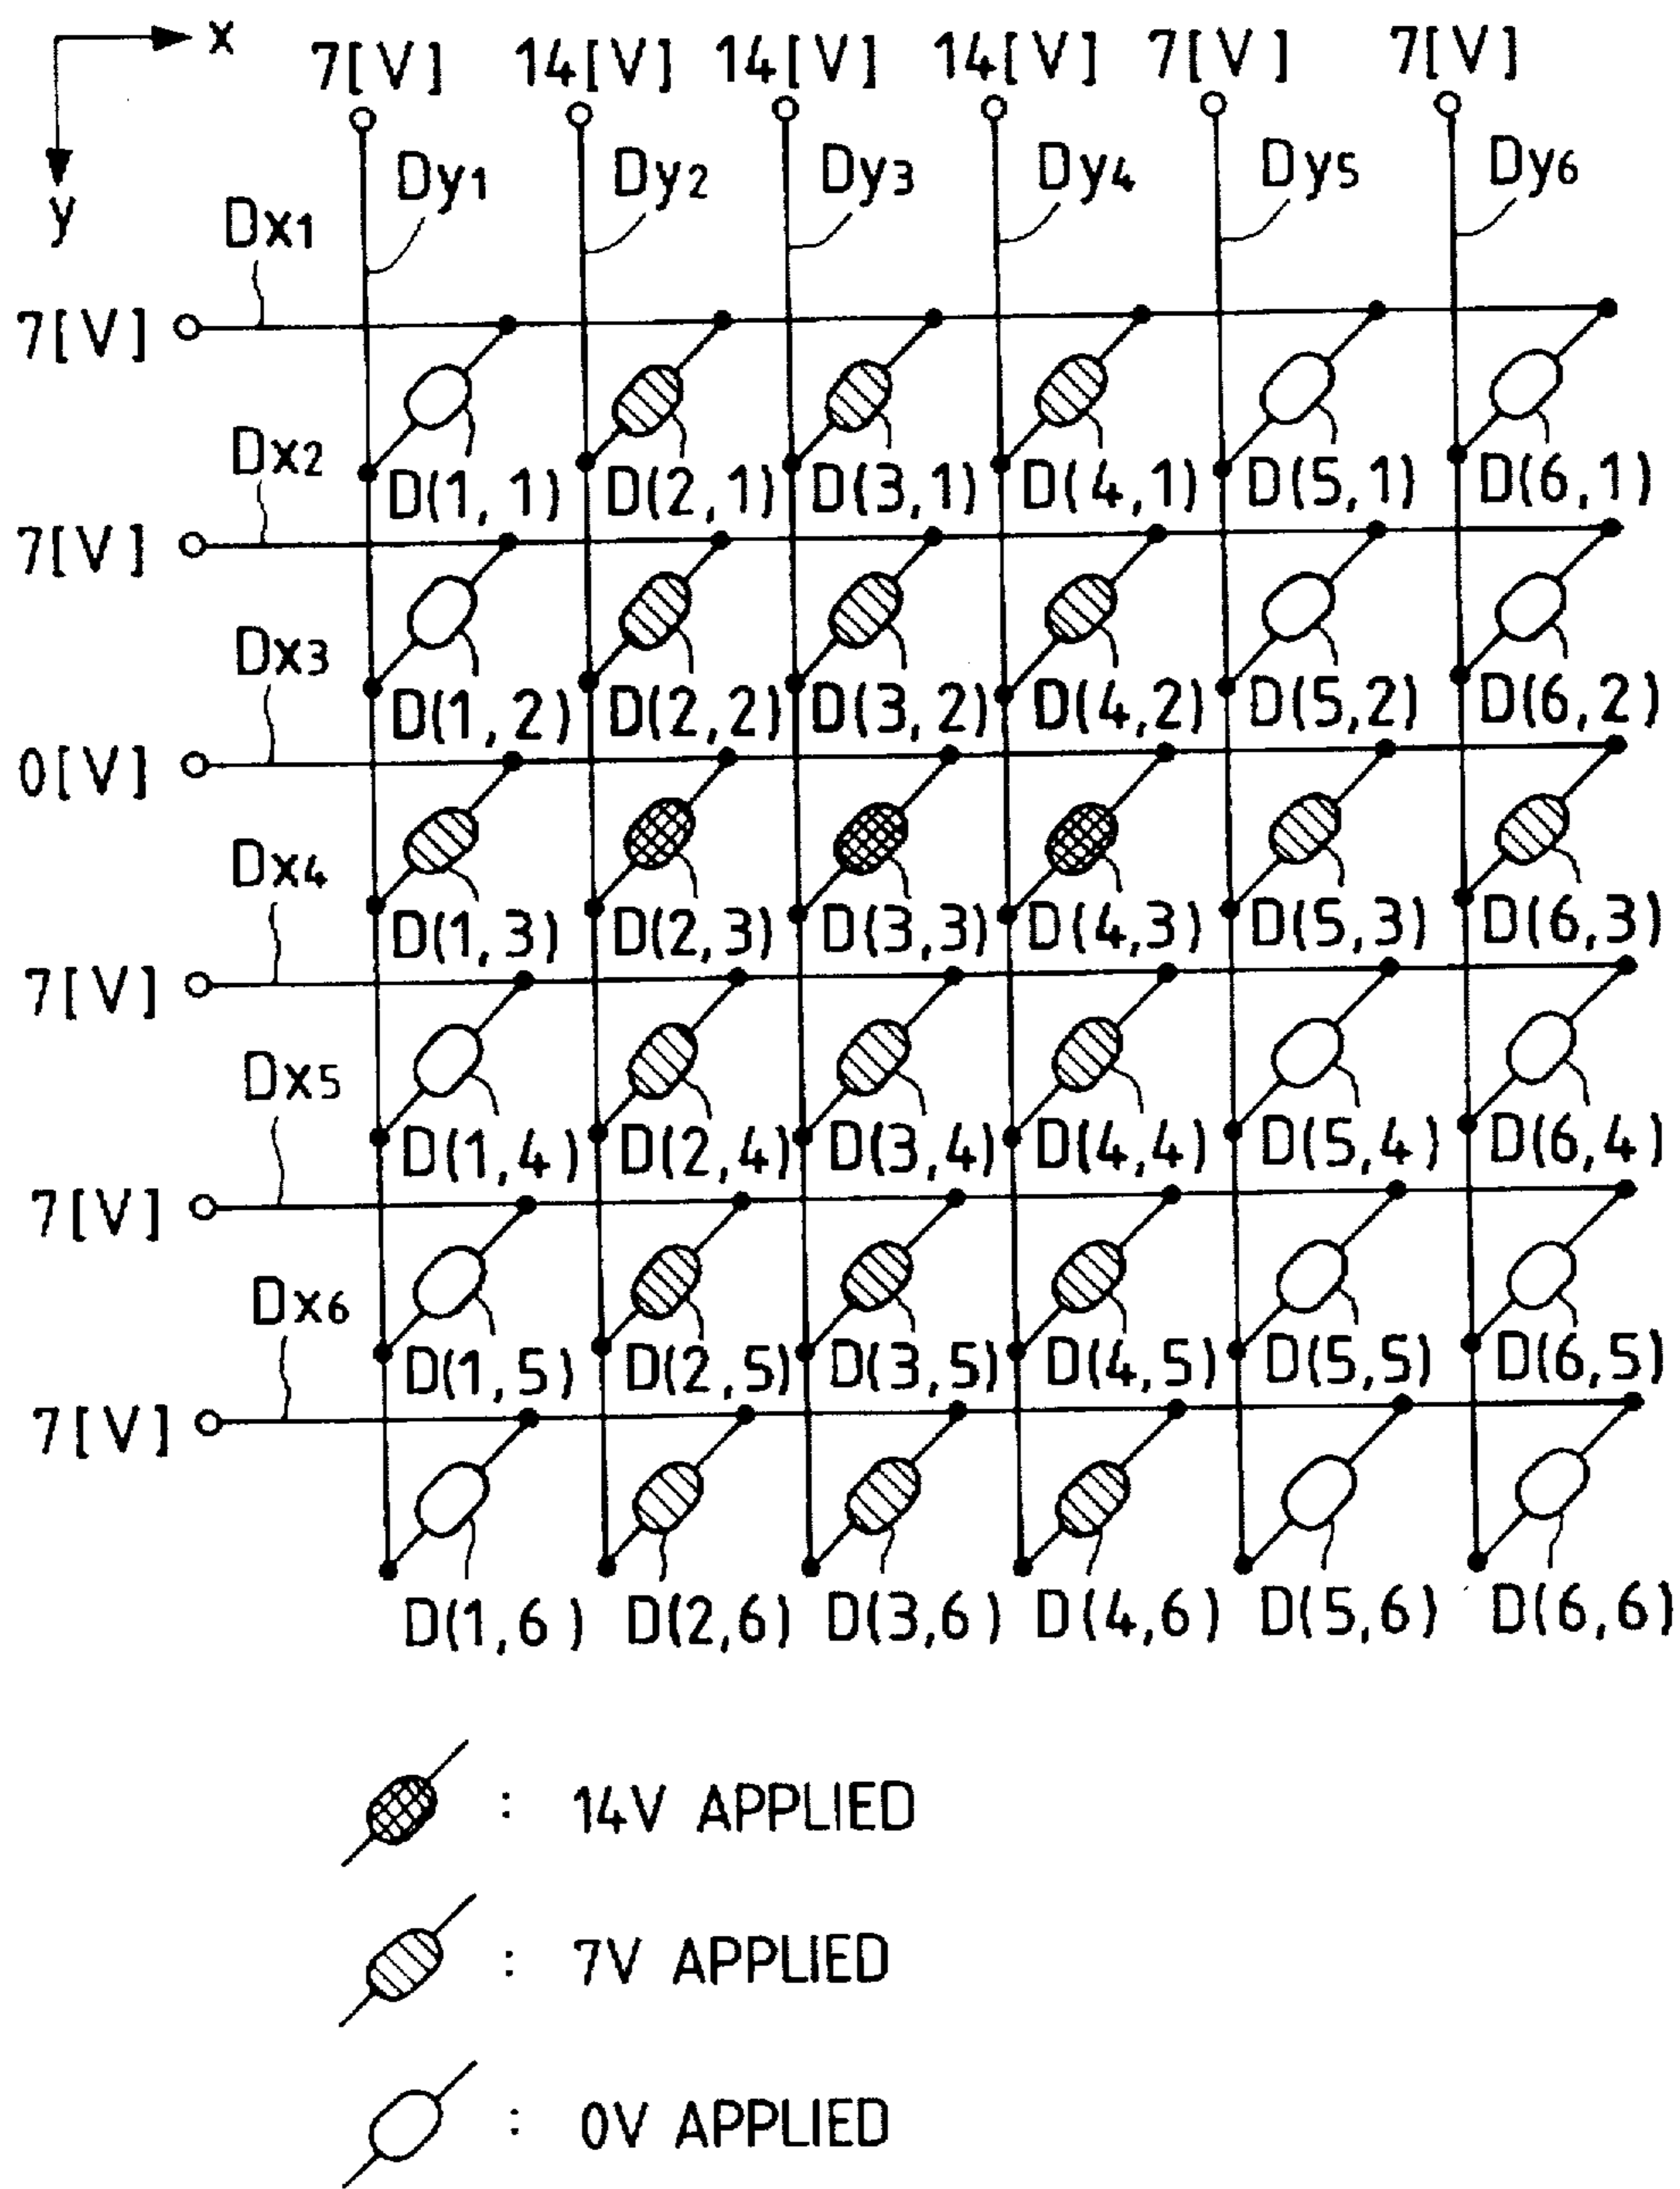 x
7[V] 14[V] 14[V] 14[V] 7[V] 7[V]
y
Dy1 Dy2 Dy3 Dy4 Dy5 Dy6
Dx1
7[V]
Dx2
D(1, 1) D(2,1) D(3,1) D(4,1) D(5,1) D(6,1)
7[V]
Dx3
D(1, 2) D(2,2) D(3,2) D(4,2) D(5,2) D(6,2)
0[V]
Dx4
D(1,3) D(2,3) D(3,3) D(4,3) D(5,3) D(6,3)
7[V]
Dx5
D(1,4) D(2,4) D(3,4) D(4,4) D(5,4) D(6,4)
7[V]
Dx6
D(1,5) D(2,5) D(3,5) D(4,5) D(5,5) D(6,5)
7[V]
D(1,6) D(2,6) D(3,6) D(4,6) D(5,6) D(6,6)
: 14V APPLIED
: 7V APPLIED
: 0V APPLIED